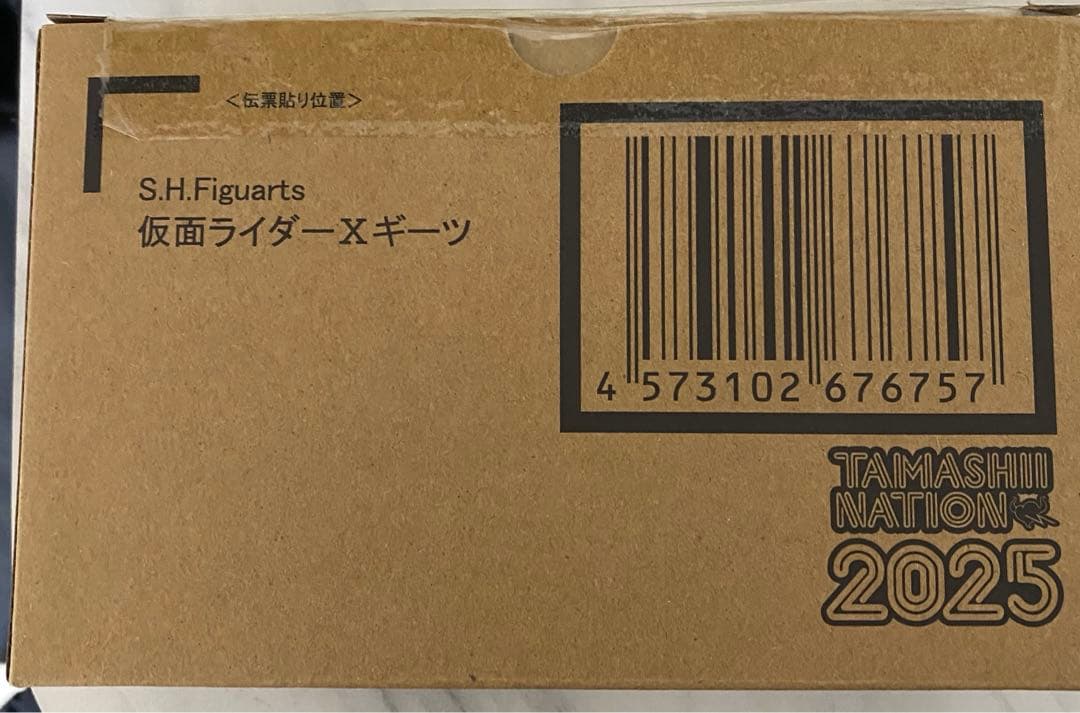 <伝票貼り位置>
S.H.Figuarts
仮面ライダーXギーツ
4 573102 676757
TAMASHII
NATION
2025